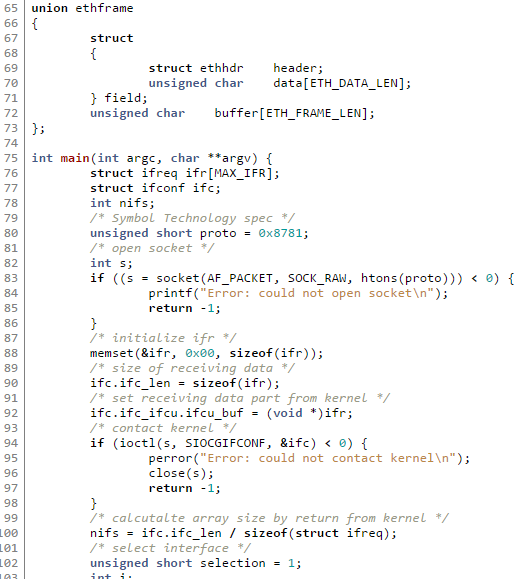 65 union ethframe
66 {
67 struct
68 {
69 struct ethhdr header;
70 unsigned char data[ETH_DATA_LEN];
71 } field;
72 unsigned char buffer[ETH_FRAME_LEN];
73 };
74
75 int main(int argc, char **argv) {
76 struct ifreq ifr[MAX_IFR];
77 struct ifconf ifc;
78 int nifs;
79 /* Symbol Technology spec */
80 unsigned short proto = 0x8781;
81 /* open socket */
82 int s;
83 if ((s = socket(AF_PACKET, SOCK_RAW, htons(proto))) < 0) {
84 printf("Error: could not open socket\n");
85 return -1;
86 }
87 /* initialize ifr */
88 memset(&ifr, 0x00, sizeof(ifr));
89 /* size of receiving data */
90 ifc.ifc_len = sizeof(ifr);
91 /* set receiving data part from kernel */
92 ifc.ifc_ifcu.ifcu_buf = (void *)ifr;
93 /* contact kernel */
94 if (ioctl(s, SIOCGIFCONF, &ifc) < 0) {
95 perror("Error: could not contact kernel\n");
96 close(s);
97 return -1;
98 }
99 /* calcutalte array size by return from kernel */
100 nifs = ifc.ifc_len / sizeof(struct ifreq);
101 /* select interface */
102 unsigned short selection = 1;
103 int i;